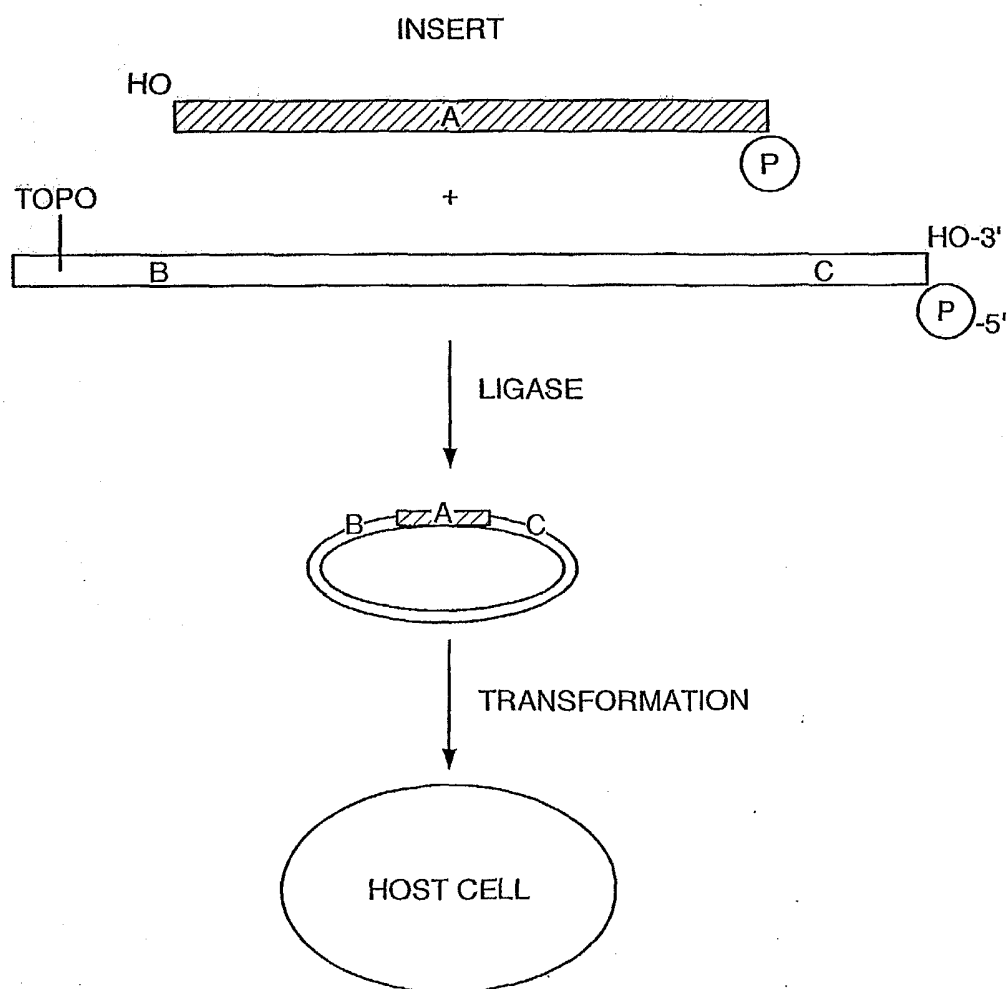 INSERT
HO
A
P
+
TOPO
HO-3'
B
C
P -5'
LIGASE
B A C
TRANSFORMATION
HOST CELL